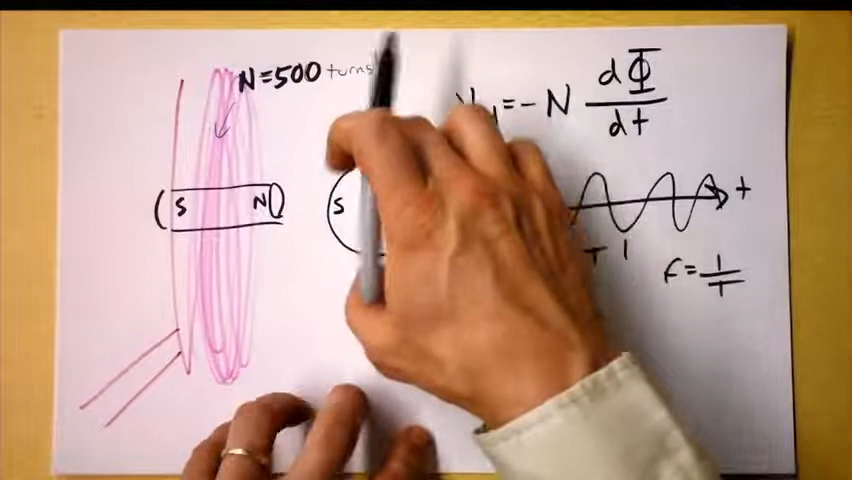 N=500 turns
= -N dΦ/dt
S N S
t
T
f = 1/T